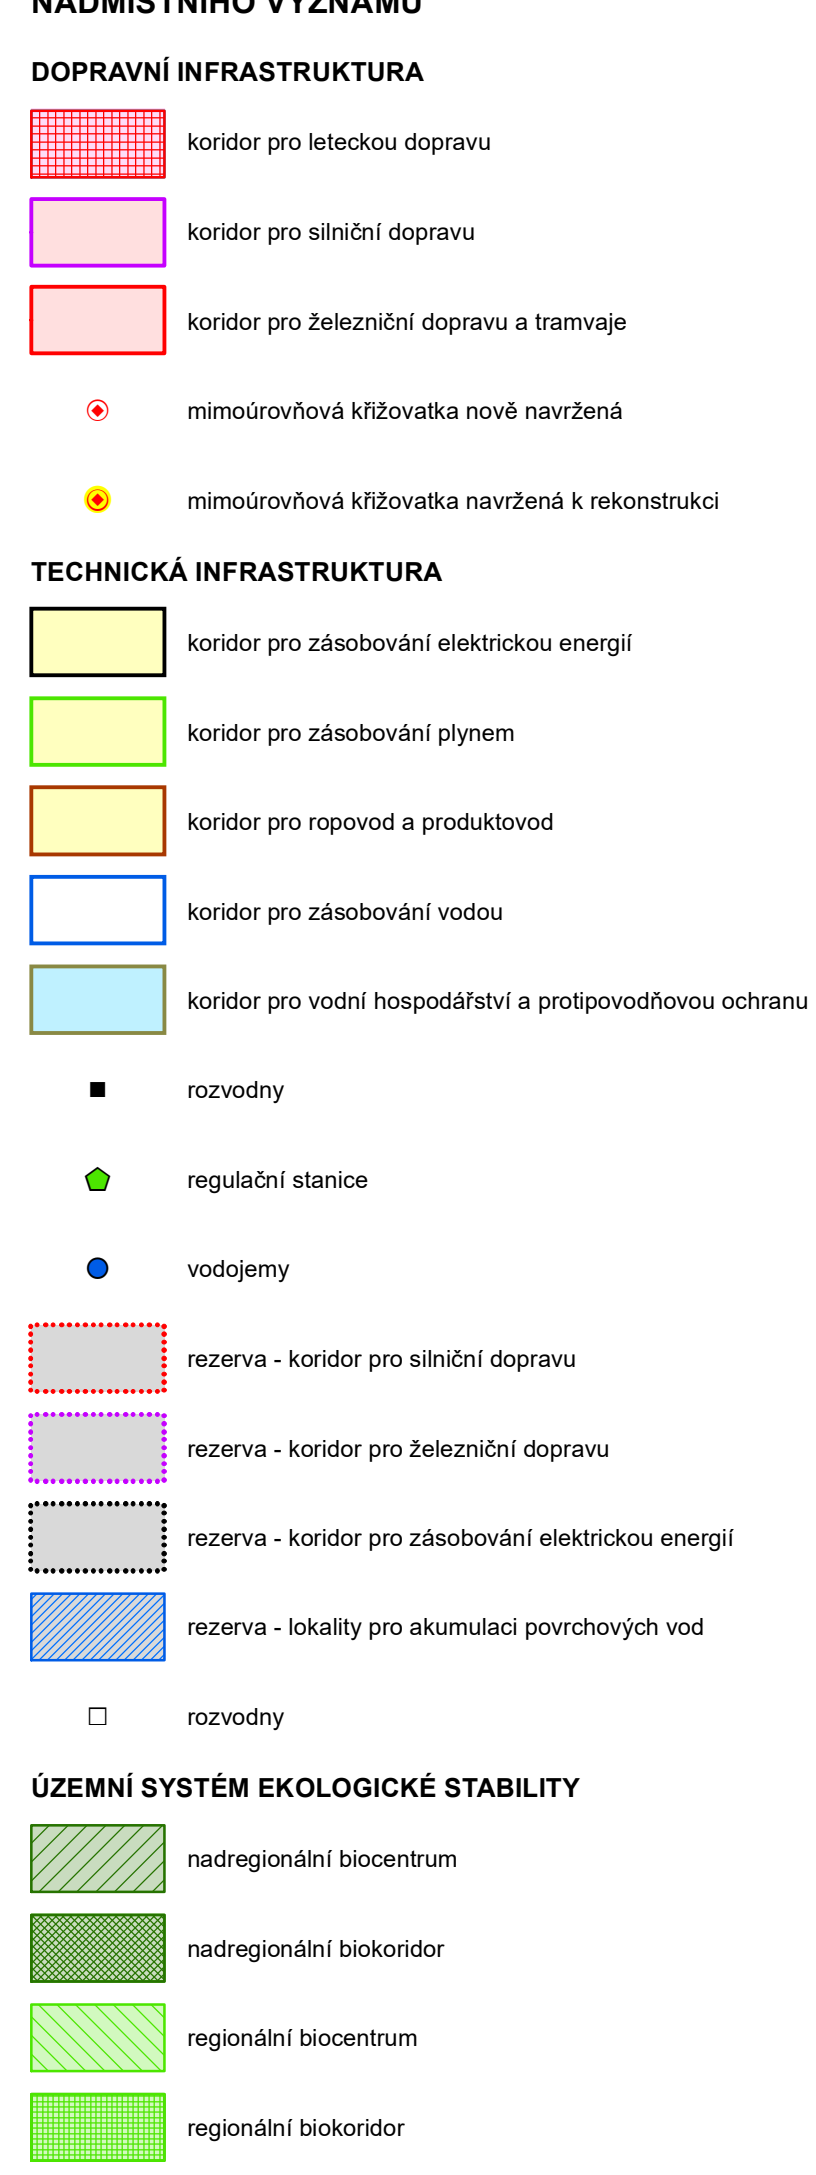 NADMÍSTNÍHO VÝZNAMU
DOPRAVNÍ INFRASTRUKTURA
koridor pro leteckou dopravu
koridor pro silniční dopravu
koridor pro železniční dopravu a tramvaje
mimoúrovňová křižovatka nově navržená
mimoúrovňová křižovatka navržená k rekonstrukci
TECHNICKÁ INFRASTRUKTURA
koridor pro zásobování elektrickou energií
koridor pro zásobování plynem
koridor pro ropovod a produktovod
koridor pro zásobování vodou
koridor pro vodní hospodářství a protipovodňovou ochranu
rozvodny
regulační stanice
vodojemy
rezerva - koridor pro silniční dopravu
rezerva - koridor pro železniční dopravu
rezerva - koridor pro zásobování elektrickou energií
rezerva - lokality pro akumulaci povrchových vod
rozvodny
ÚZEMNÍ SYSTÉM EKOLOGICKÉ STABILITY
nadregionální biocentrum
nadregionální biokoridor
regionální biocentrum
regionální biokoridor